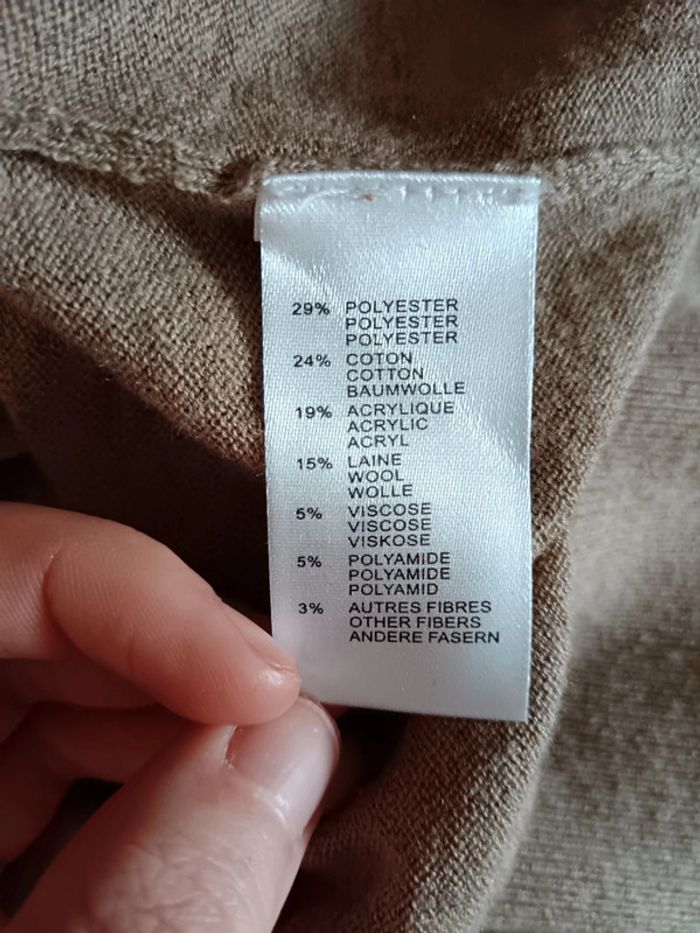 29% POLYESTER
POLYESTER
POLYESTER
24% COTON
COTTON
BAUMWOLLE
19% ACRYLIQUE
ACRYLIC
ACRYL
15% LAINE
WOOL
WOLLE
5% VISCOSE
VISCOSE
VISKOSE
5% POLYAMIDE
POLYAMIDE
POLYAMID
3% AUTRES FIBRES
OTHER FIBERS
ANDERE FASERN